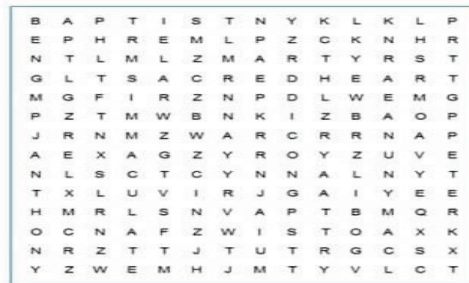 B A P T I S T N Y K L K L P
E P H R E M L P Z C K N H R
N T L M L Z M A R T Y R S T
G L T S A C R E D H E A R T
M G F I R Z N P D L W E M G
P Z T M W B N K I Z B A O P
J R N M Z W A R C R R N A P
A E X A G Z Y R O Y Z U V E
N L S C T C Y N N A L N Y T
T X L U V I R J G A I Y E E
H M R L S N V A P T B M Q R
O C N A F Z W I S T O A X K
N R Z T T J T U T R G C S X
Y Z W E M H J M T Y V L C T